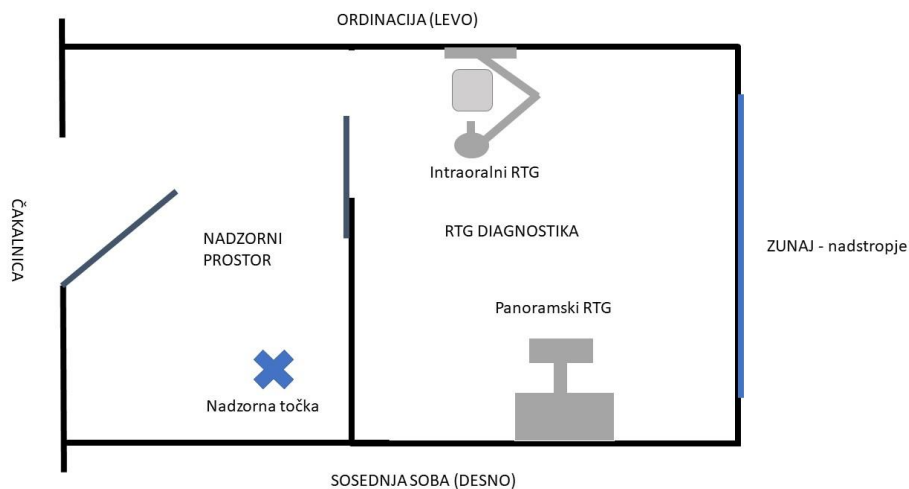 ORDINACIJA (LEVO)
Intraoralni RTG
ČAKALNICA
NADZORNI
PROSTOR
RTG DIAGNOSTIKA
ZUNAJ - nadstropje
Panoramski RTG
Nadzorna točka
SOSEDNJA SOBA (DESNO)